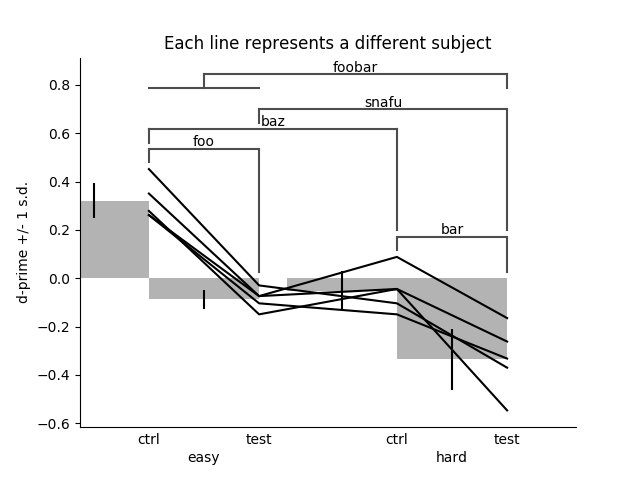 Each line represents a different subject
foobar
snafu
baz
foo
bar
d-prime +/- 1 s.d.
0.8
0.6
0.4
0.2
0.0
−0.2
−0.4
−0.6
ctrl test ctrl test
easy hard